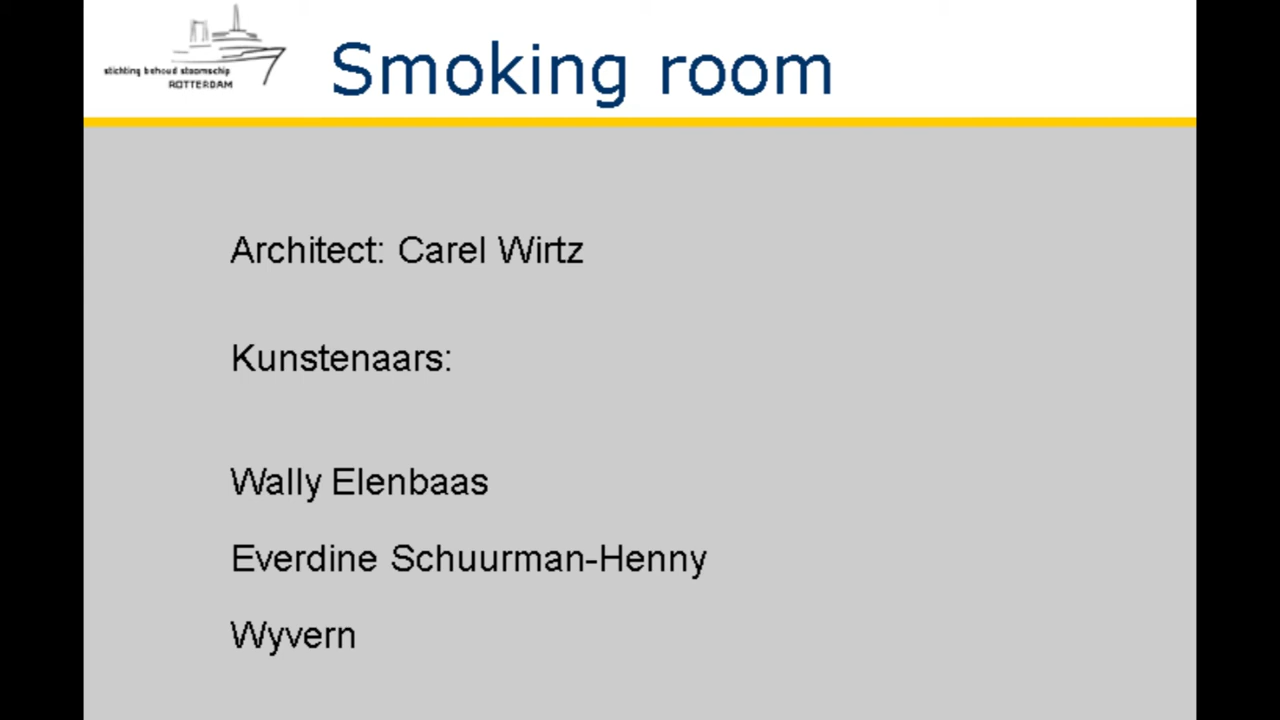 stichting behoud stoomschip
ROTTERDAM
Smoking room
Architect: Carel Wirtz
Kunstenaars:
Wally Elenbaas
Everdine Schuurman-Henny
Wyvern